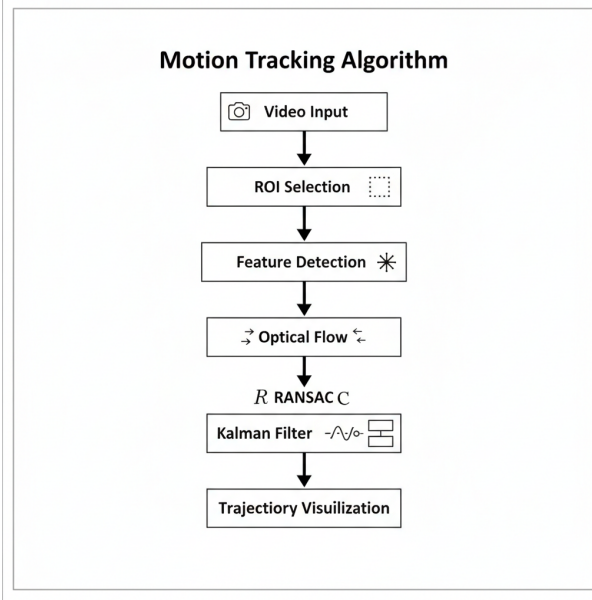 Motion Tracking Algorithm
Video Input
ROI Selection
Feature Detection
Optical Flow
R RANSAC C
Kalman Filter
Trajectiory Visuilization